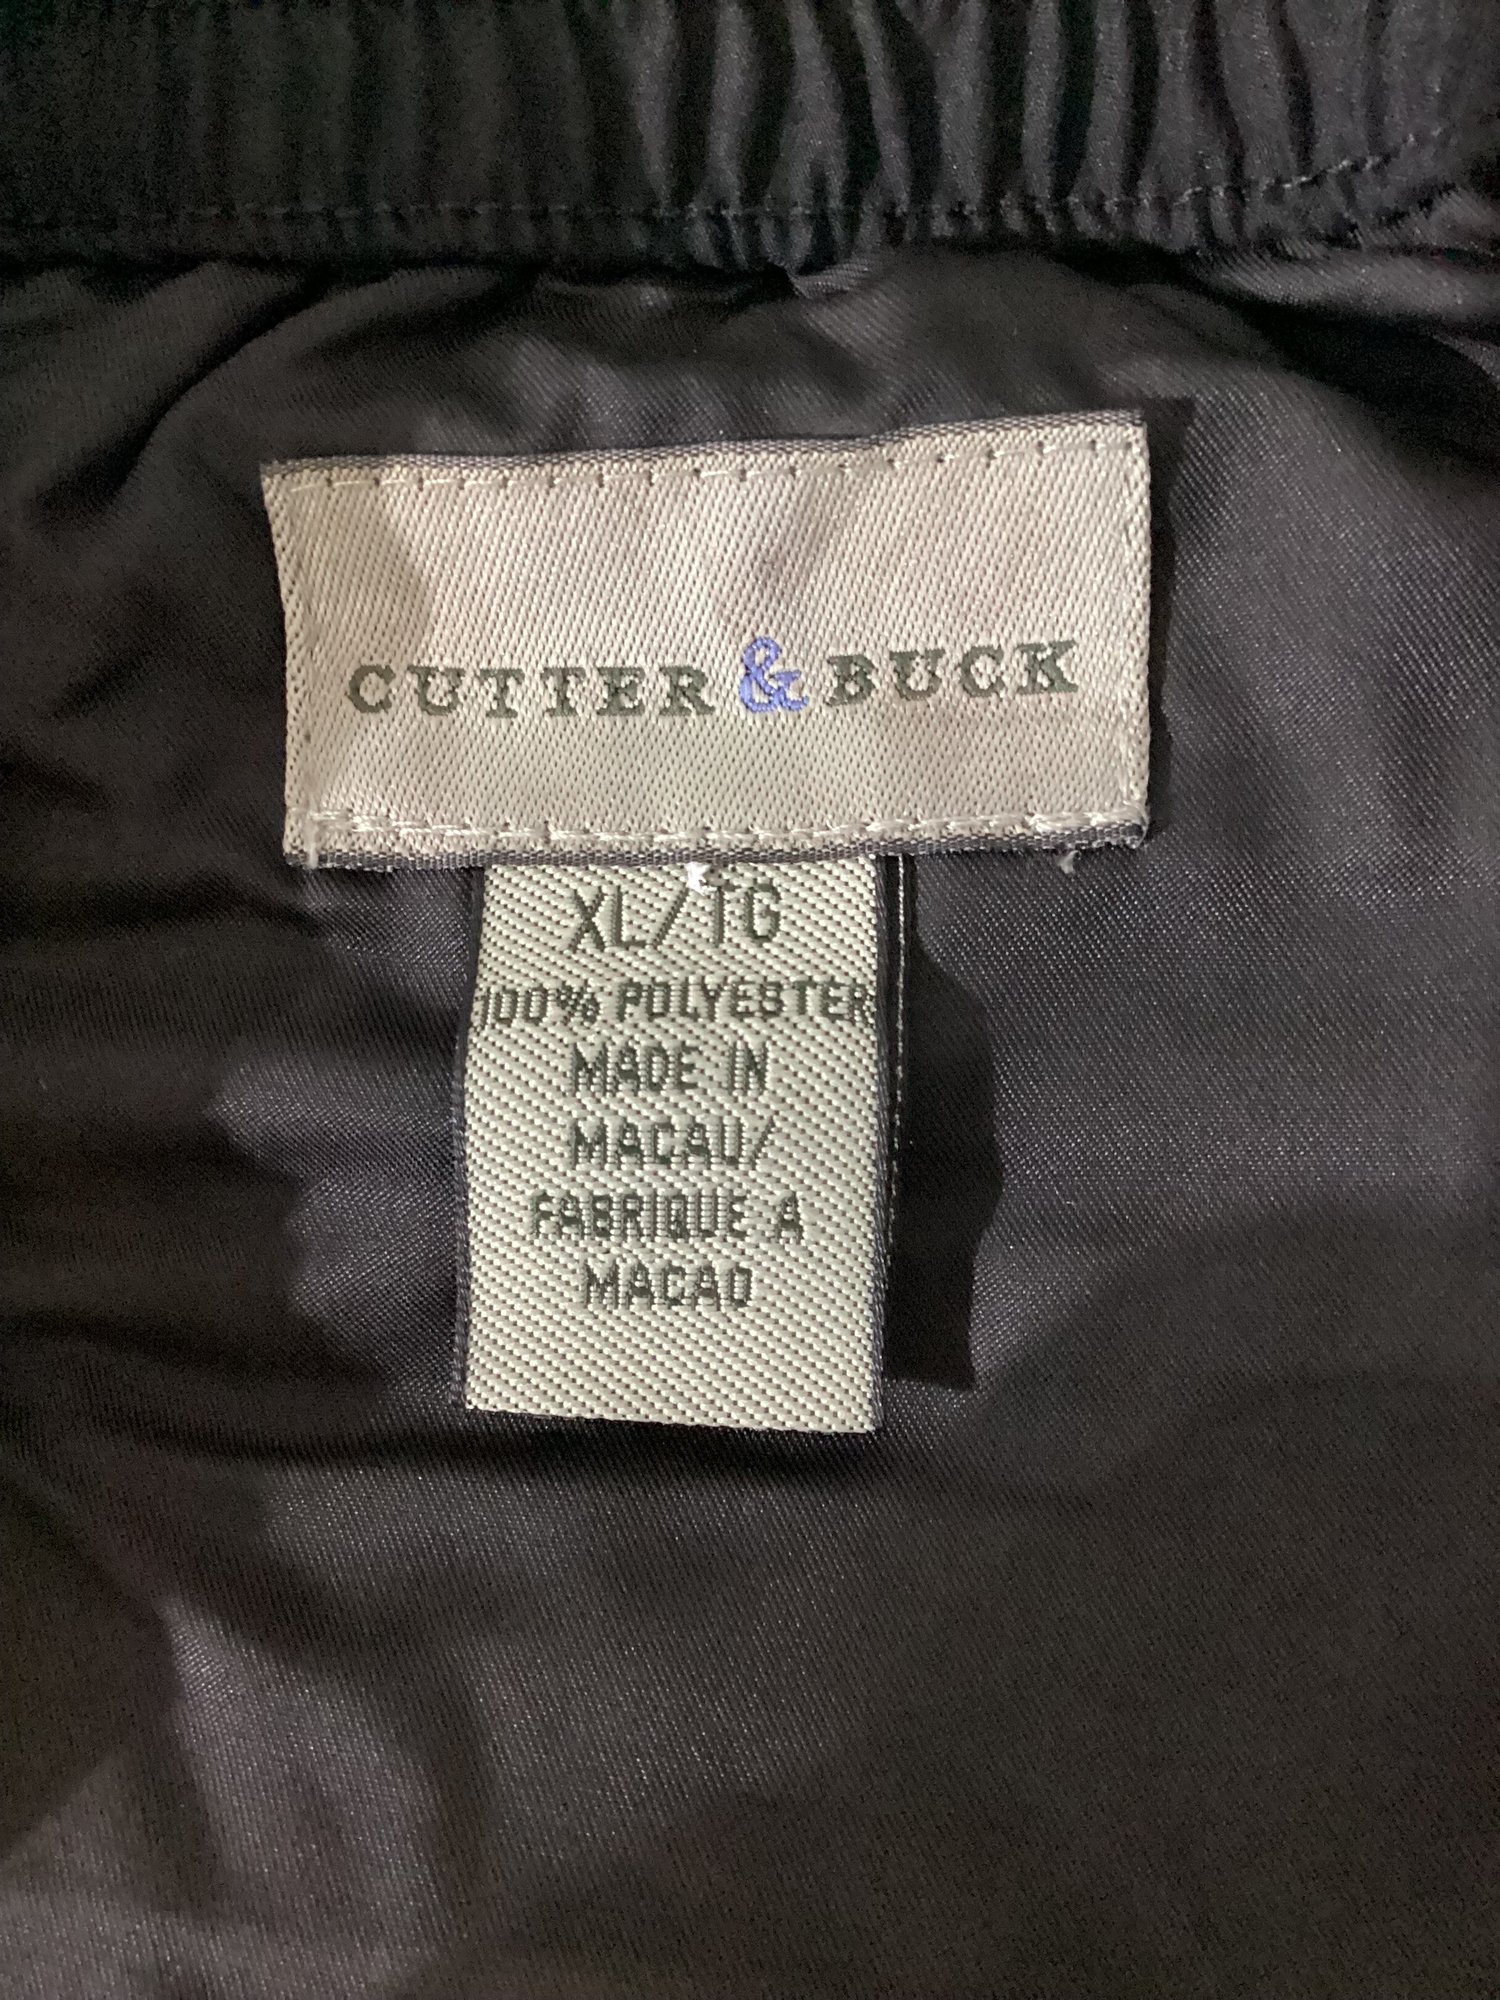 CUTTER & BUCK
XL/TG
100% POLYESTER
MADE IN
MACAU/
FABRIQUE A
MACAO